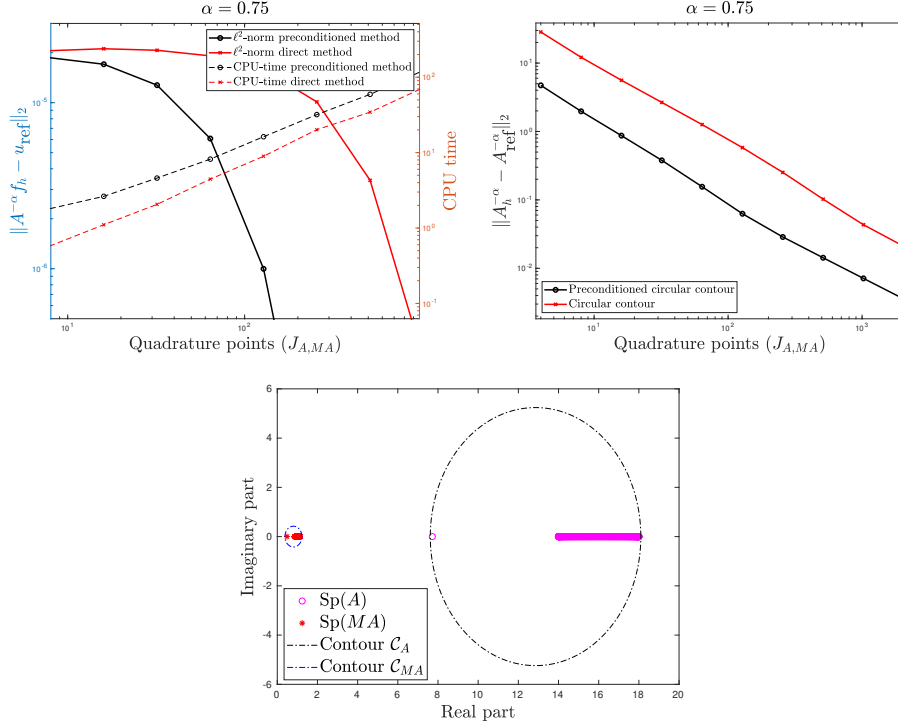 α = 0.75
ℓ²-norm preconditioned method
ℓ²-norm direct method
CPU-time preconditioned method
CPU-time direct method
10⁻⁵
10⁻⁶
||A^{-α} f_h − u_ref||₂
10²
10¹
10⁰
10⁻¹
CPU time
10¹
10²
Quadrature points (J_{A,MA})
α = 0.75
10¹
10⁰
10⁻¹
10⁻²
||A_h^{-α} − A_ref^{-α}||₂
Preconditioned circular contour
Circular contour
10¹
10²
10³
Quadrature points (J_{A,MA})
6
4
2
0
-2
-4
-6
Imaginary part
Sp(A)
Sp(MA)
Contour C_A
Contour C_{MA}
0 2 4 6 8 10 12 14 16 18 20
Real part